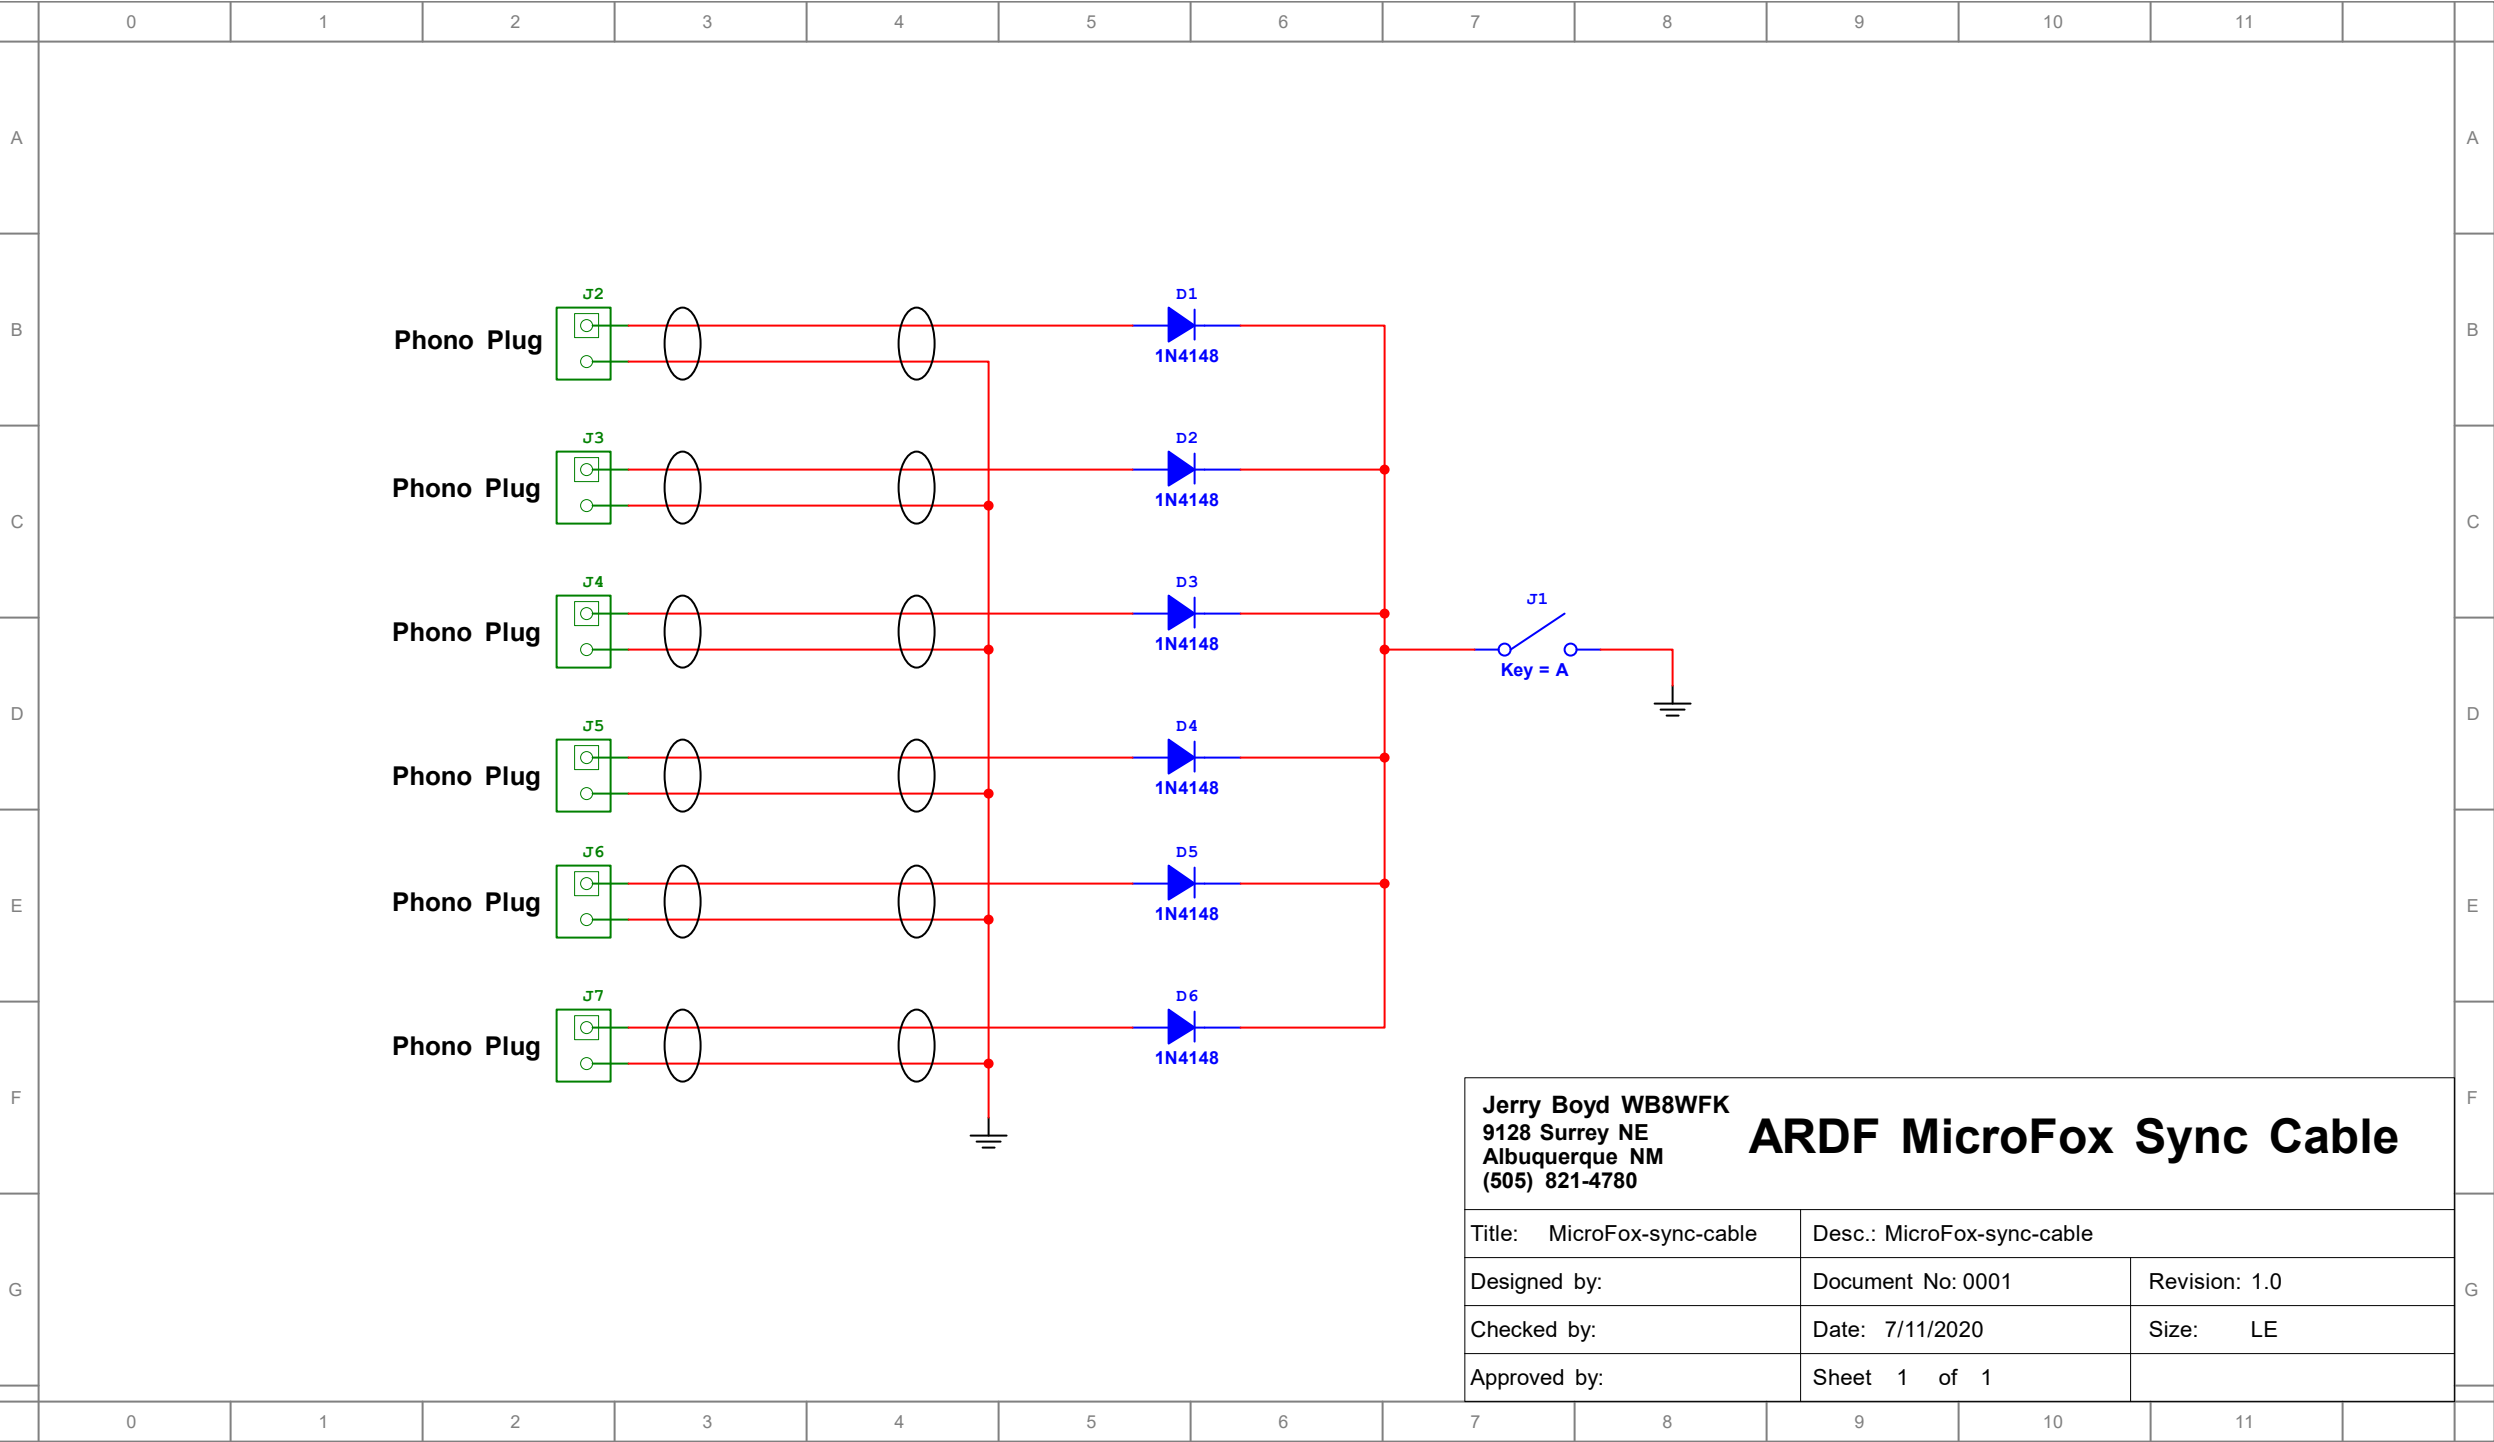 0 1 2 3 4 5 6 7 8 9 10 11
A A
J2 D1
B Phono Plug B
1N4148
J3 D2
Phono Plug
1N4148
C C
J4 D3
J1
Phono Plug
1N4148
Key = A
D D
J5 D4
Phono Plug
1N4148
J6 D5
Phono Plug
E E
1N4148
J7 D6
Phono Plug
1N4148
F F
Jerry Boyd WB8WFK
9128 Surrey NE
Albuquerque NM
(505) 821-4780
ARDF MicroFox Sync Cable
Title: MicroFox-sync-cable Desc.: MicroFox-sync-cable
G G
Designed by: Document No: 0001 Revision: 1.0
Checked by: Date: 7/11/2020 Size: LE
Approved by: Sheet 1 of 1
0 1 2 3 4 5 6 7 8 9 10 11